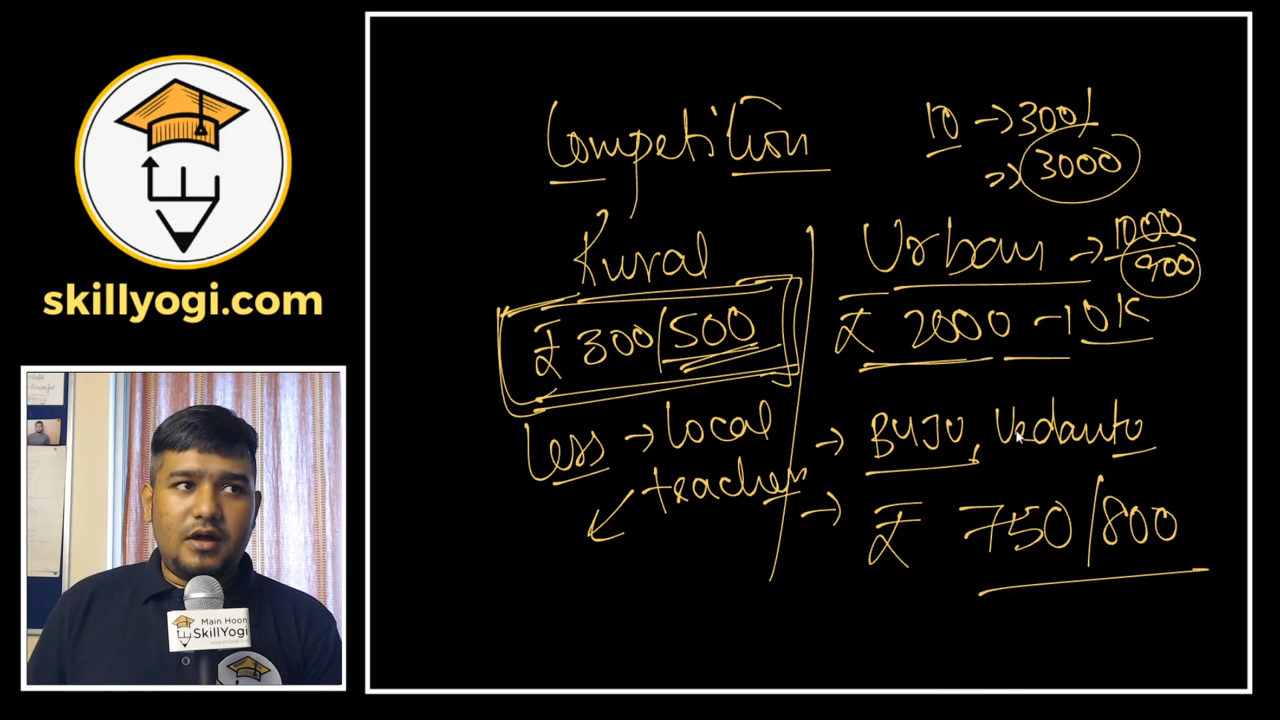 skillyogi.com
Main Hoon
SkillYogi
Competition
10 → 300/-
⇒ 3000
Rural
Urban → 1000
900
₹ 300/500
₹ 2000 - 10K
Less → local
teachers
→ BYJU, Vedantu
→ ₹ 750/800